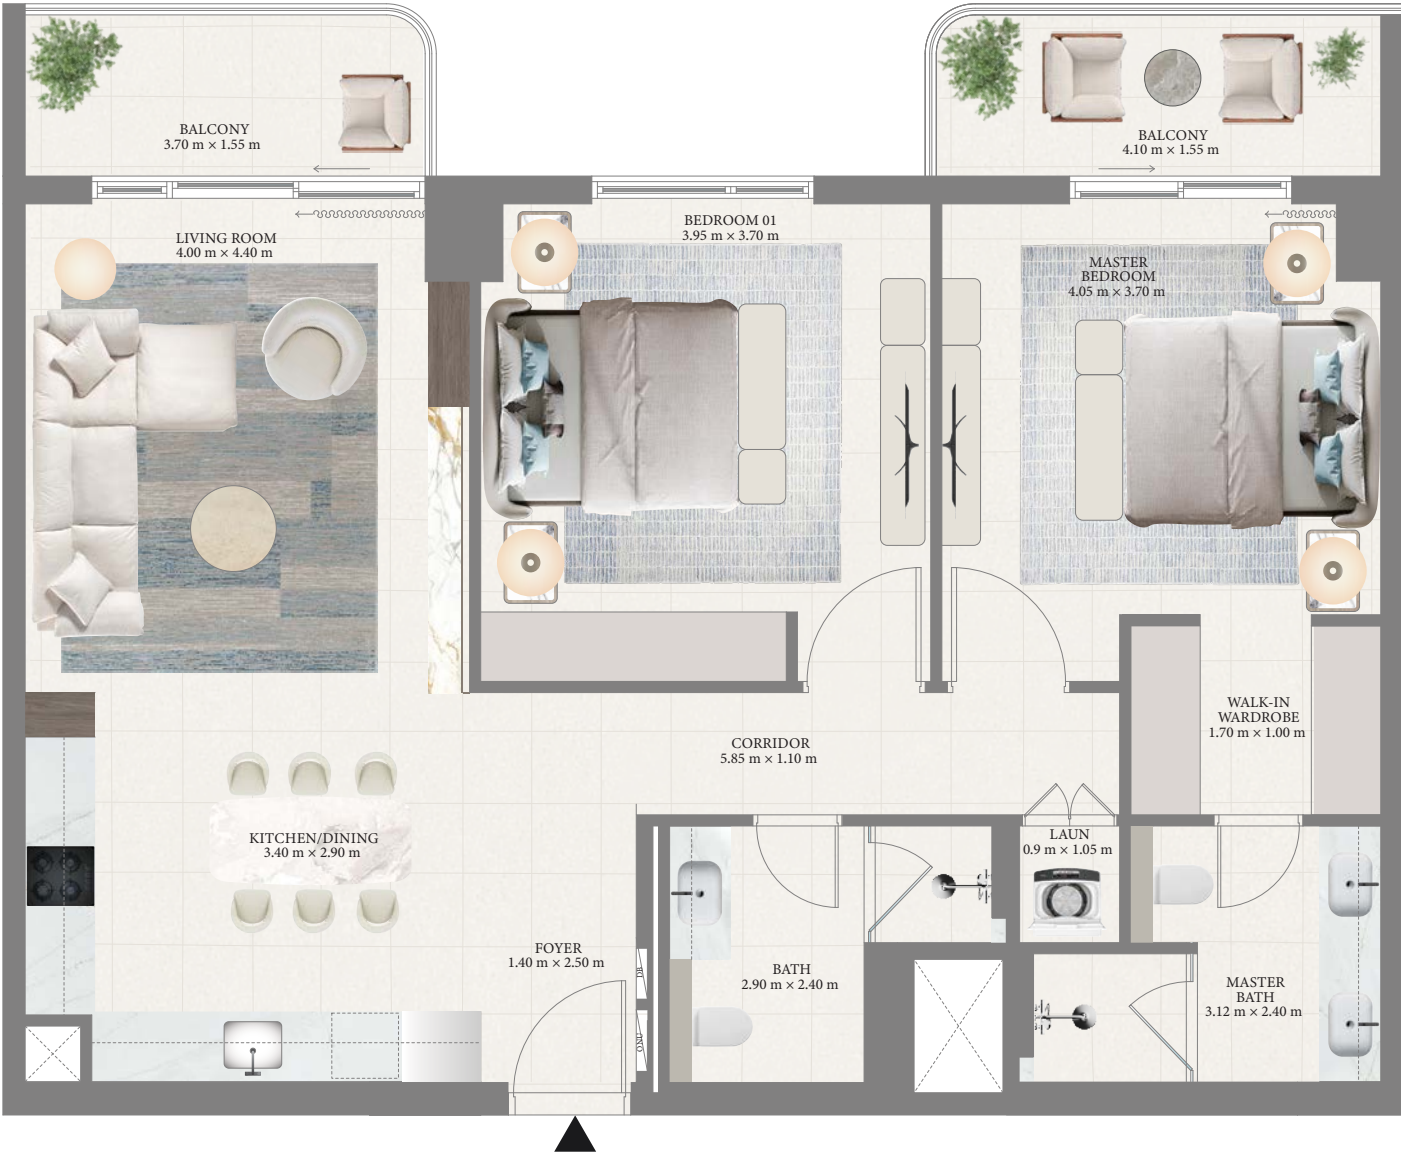 BALCONY
3.70 m × 1.55 m
BALCONY
4.10 m × 1.55 m
LIVING ROOM
4.00 m × 4.40 m
BEDROOM 01
3.95 m × 3.70 m
MASTER
BEDROOM
4.05 m × 3.70 m
WALK-IN
WARDROBE
1.70 m × 1.00 m
CORRIDOR
5.85 m × 1.10 m
KITCHEN/DINING
3.40 m × 2.90 m
LAUN
0.9 m × 1.05 m
FOYER
1.40 m × 2.50 m
BATH
2.90 m × 2.40 m
MASTER
BATH
3.12 m × 2.40 m
DB
ONU